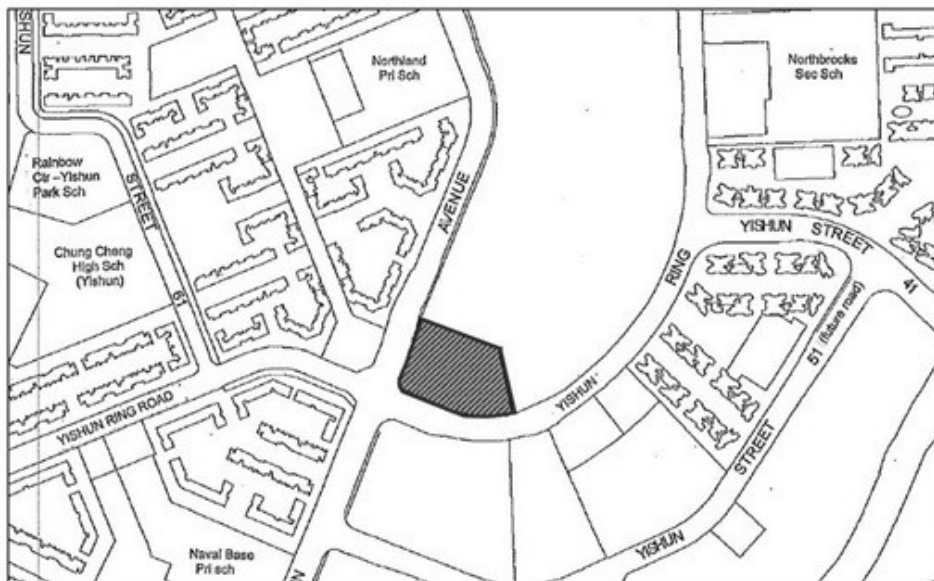 SHUN
Northland
Pri Sch
Northbrooks
Sec Sch
Rainbow
Ctr -Yishun
Park Sch
STREET
AVENUE
YISHUN STREET
41
Chung Cheng
High Sch
(Yishun)
61
RING
51 (future road)
YISHUN
YISHUN RING ROAD
STREET
YISHUN
Naval Base
Pri sch